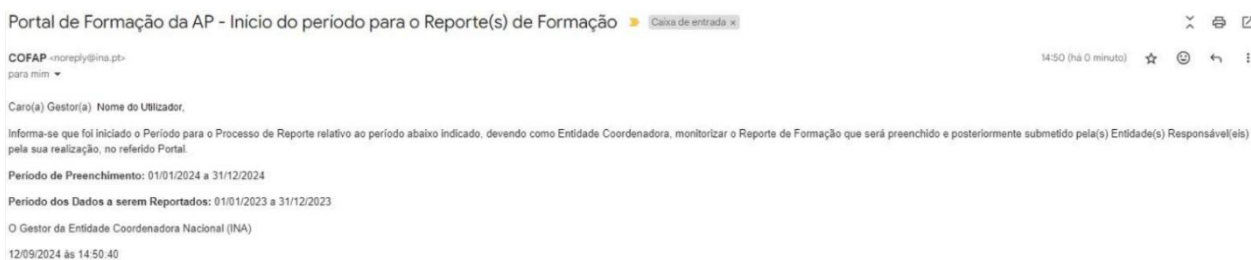 Portal de Formação da AP - Início do período para o Reporte(s) de Formação Caixa de entrada x
COFAP <noreply@ina.pt> 14:50 (há 0 minuto)
para mim
Caro(a) Gestor(a) Nome do Utilizador,
Informa-se que foi iniciado o Período para o Processo de Reporte relativo ao período abaixo indicado, devendo como Entidade Coordenadora, monitorizar o Reporte de Formação que será preenchido e posteriormente submetido pela(s) Entidade(s) Responsável(eis)
pela sua realização, no referido Portal.
Período de Preenchimento: 01/01/2024 a 31/12/2024
Período dos Dados a serem Reportados: 01/01/2023 a 31/12/2023
O Gestor da Entidade Coordenadora Nacional (INA)
12/09/2024 às 14:50:40